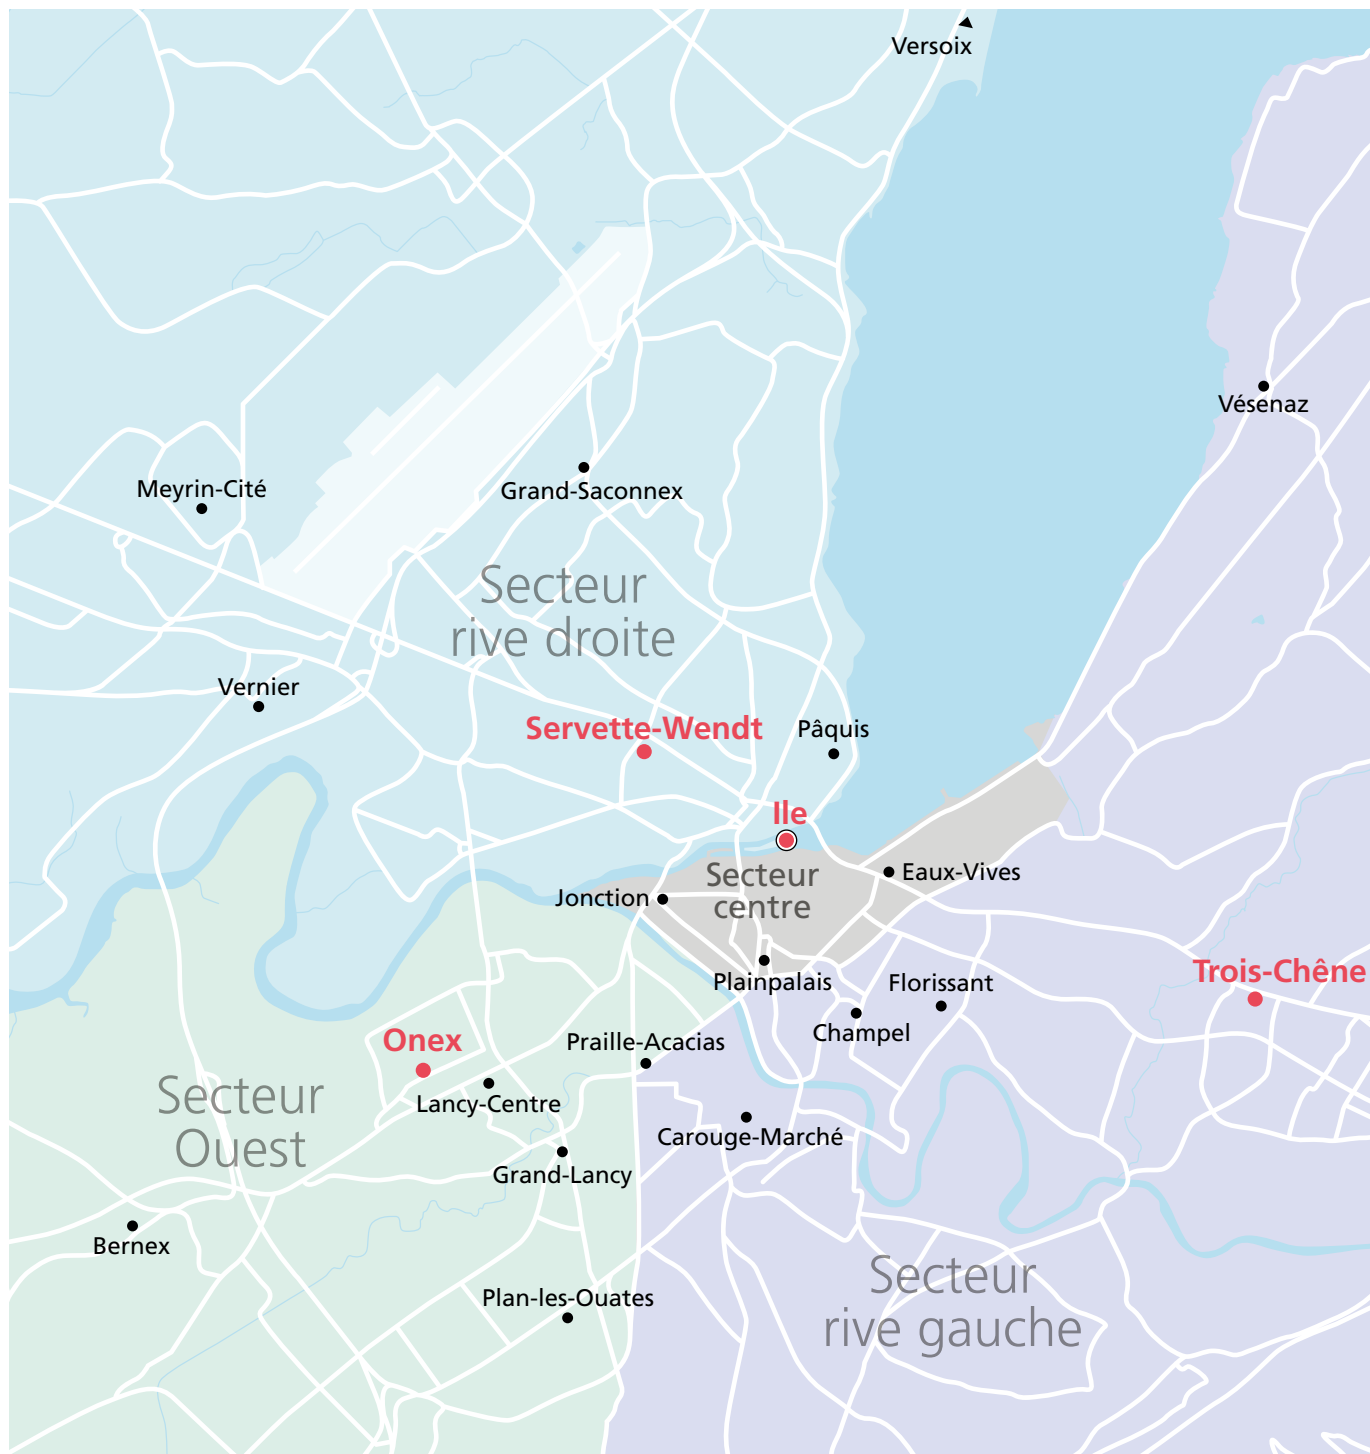 Versoix
Vésenaz
Meyrin-Cité
Grand-Saconnex
Secteur
rive droite
Vernier
Servette-Wendt
Pâquis
Ile
Secteur
centre
Eaux-Vives
Jonction
Plainpalais
Florissant
Trois-Chêne
Champel
Onex
Praille-Acacias
Lancy-Centre
Secteur
Ouest
Carouge-Marché
Grand-Lancy
Bernex
Secteur
rive gauche
Plan-les-Ouates